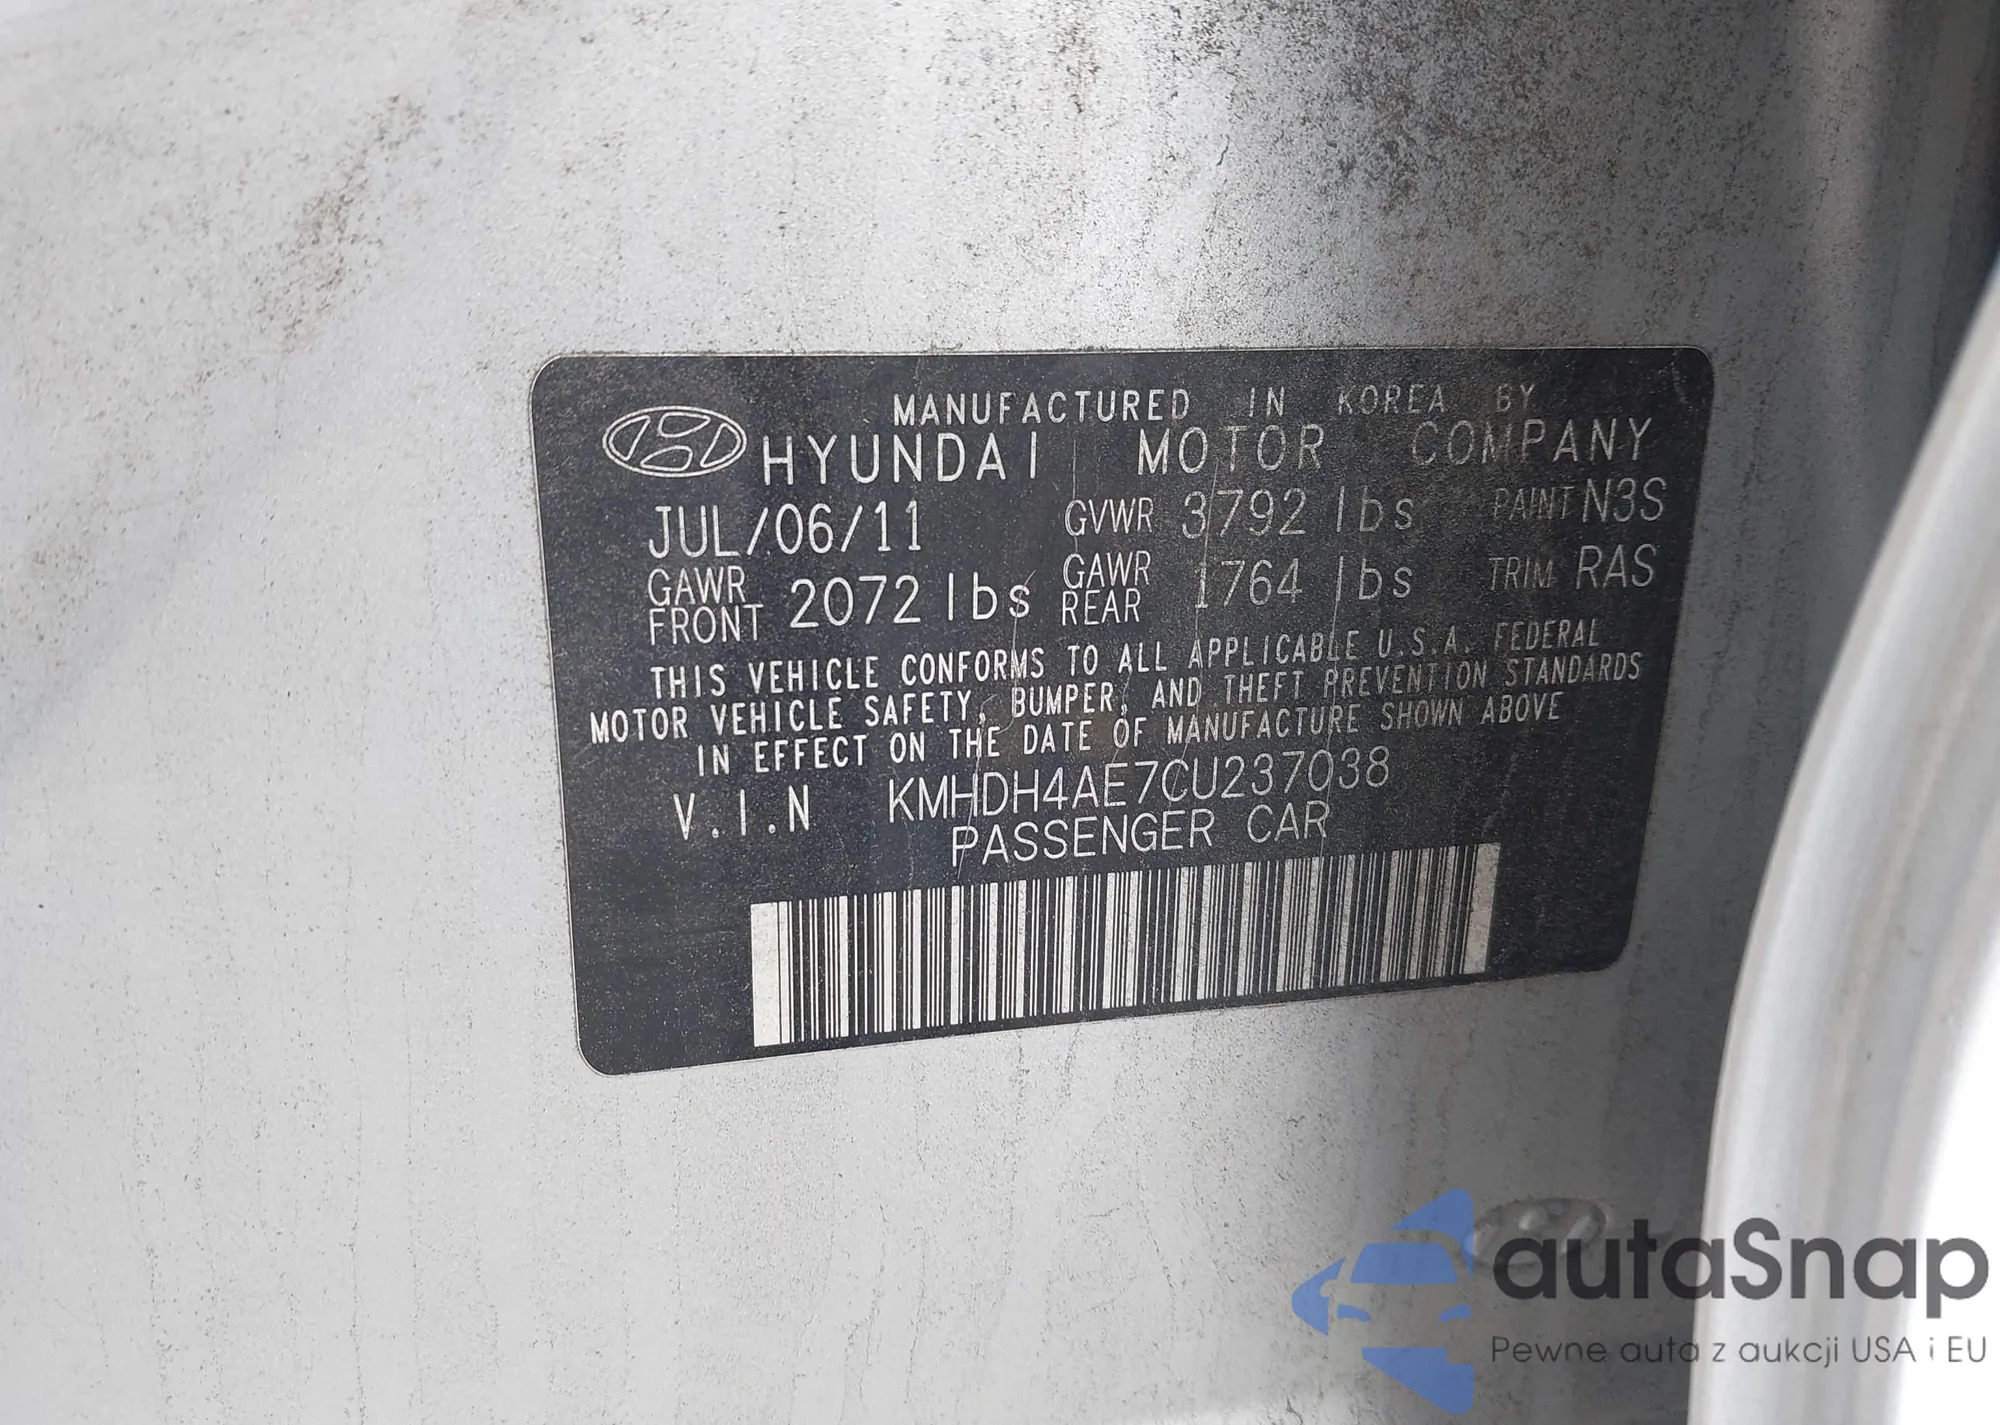 MANUFACTURED IN KOREA BY
HYUNDAI MOTOR COMPANY
JUL/06/11 GVWR 3792 lbs PAINT N3S
GAWR FRONT 2072 lbs GAWR REAR 1764 lbs TRIM RAS
THIS VEHICLE CONFORMS TO ALL APPLICABLE U.S.A. FEDERAL
MOTOR VEHICLE SAFETY, BUMPER, AND THEFT PREVENTION STANDARDS
IN EFFECT ON THE DATE OF MANUFACTURE SHOWN ABOVE
V.I.N KMHDH4AE7CU237038
PASSENGER CAR
autaSnap
Pewne auta z aukcji USA i EU